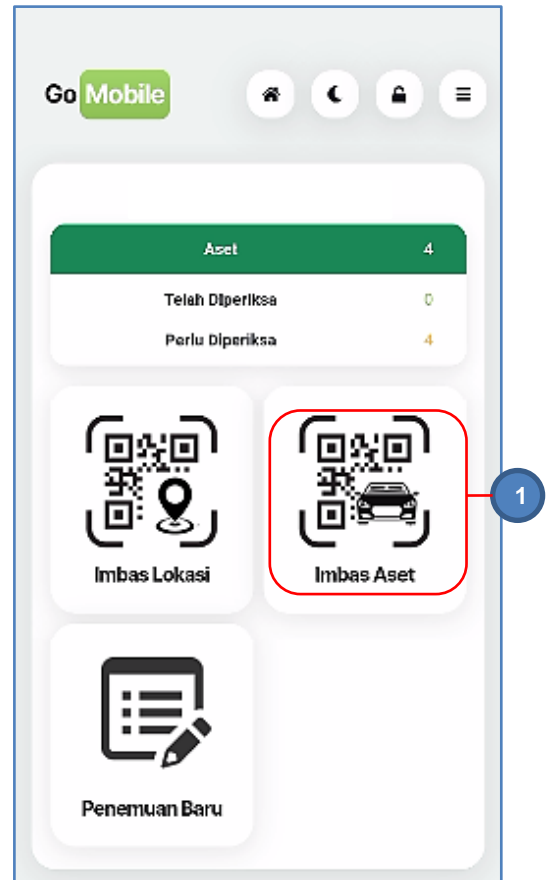 Go Mobile
Aset 4
Telah Diperiksa 0
Perlu Diperiksa 4
Imbas Lokasi Imbas Aset
1
Penemuan Baru